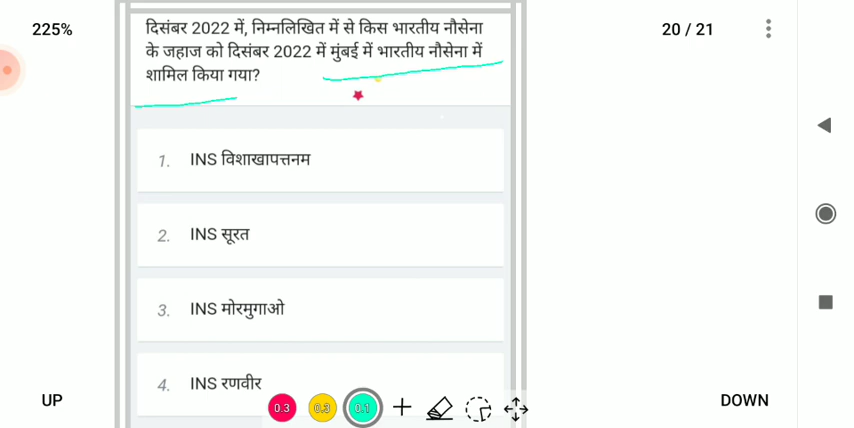 225%
20 / 21
दिसंबर 2022 में, निम्नलिखित में से किस भारतीय नौसेना
के जहाज को दिसंबर 2022 में मुंबई में भारतीय नौसेना में
शामिल किया गया?
1. INS विशाखापत्तनम
2. INS सूरत
3. INS मोरमुगाओ
4. INS रणवीर
UP
0.3
0.3
0.1
DOWN